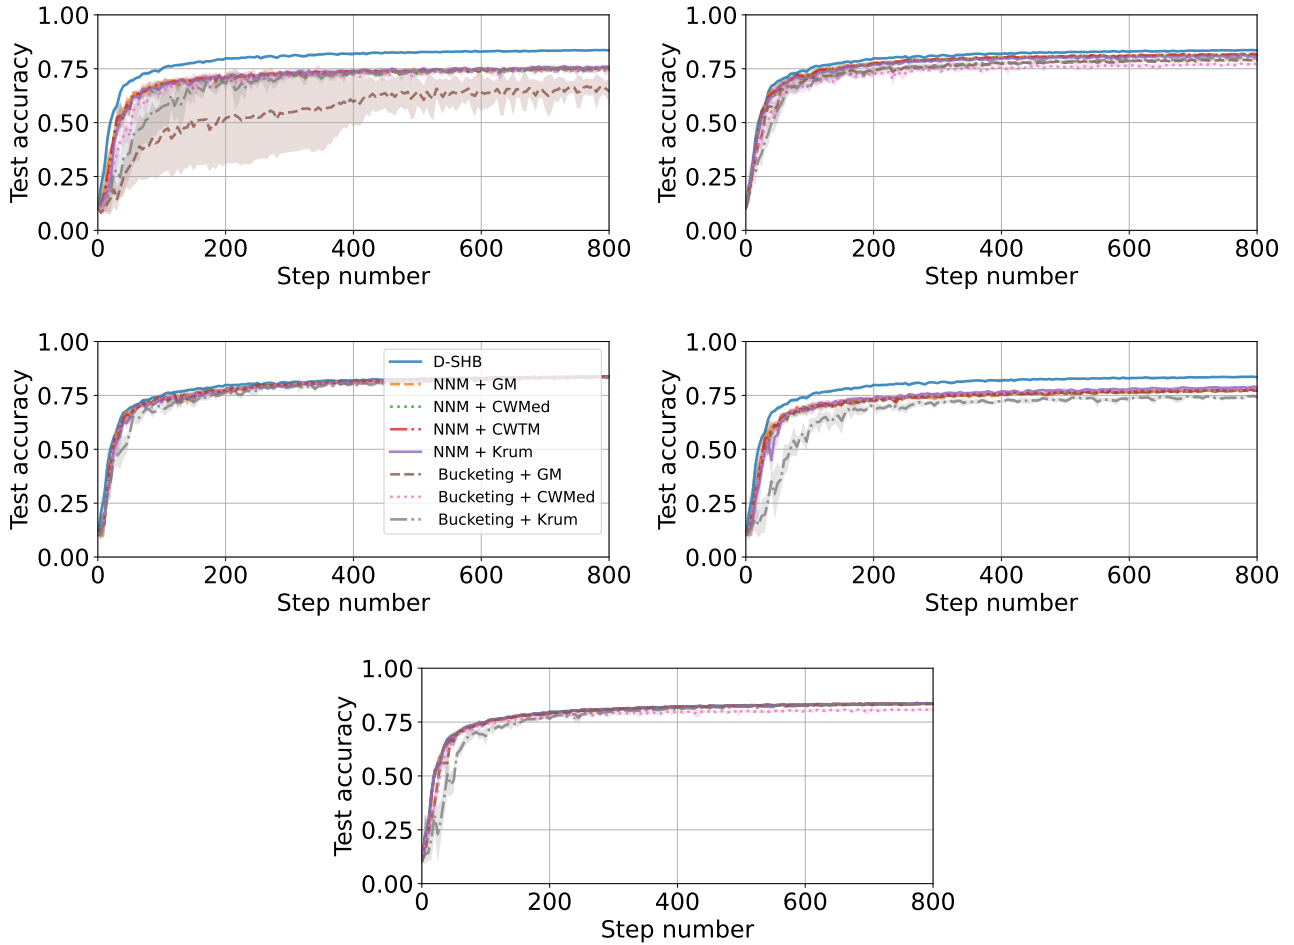 1.00
0.75
0.50
0.25
0.00
Test accuracy
0 200 400 600 800
Step number
1.00
0.75
0.50
0.25
0.00
Test accuracy
0 200 400 600 800
Step number
1.00
0.75
0.50
0.25
0.00
Test accuracy
D-SHB
NNM + GM
NNM + CWMed
NNM + CWTM
NNM + Krum
Bucketing + GM
Bucketing + CWMed
Bucketing + Krum
0 200 400 600 800
Step number
1.00
0.75
0.50
0.25
0.00
Test accuracy
0 200 400 600 800
Step number
1.00
0.75
0.50
0.25
0.00
Test accuracy
0 200 400 600 800
Step number